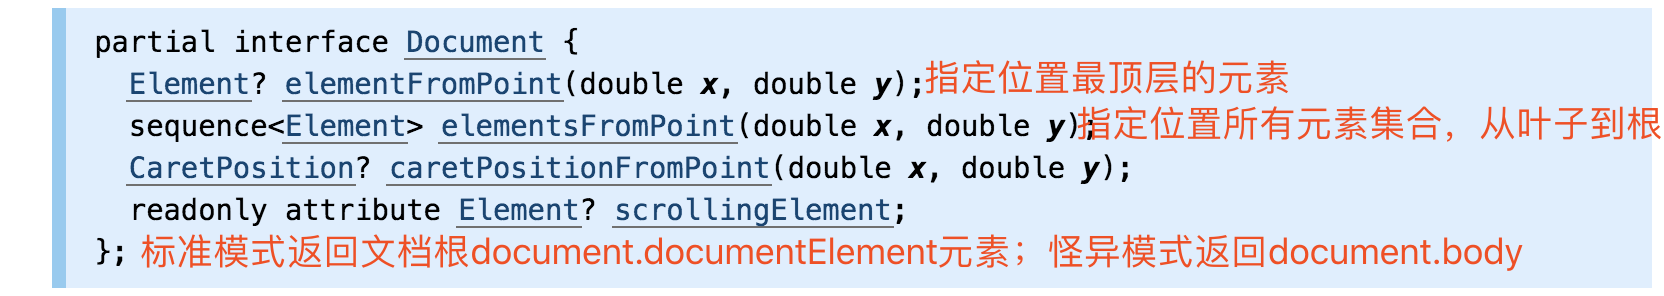 partial interface Document {
Element? elementFromPoint(double x, double y);指定位置最顶层的元素
sequence<Element> elementsFromPoint(double x, double y);指定位置所有元素集合，从叶子到根
CaretPosition? caretPositionFromPoint(double x, double y);
readonly attribute Element? scrollingElement;
}; 标准模式返回文档根document.documentElement元素；怪异模式返回document.body